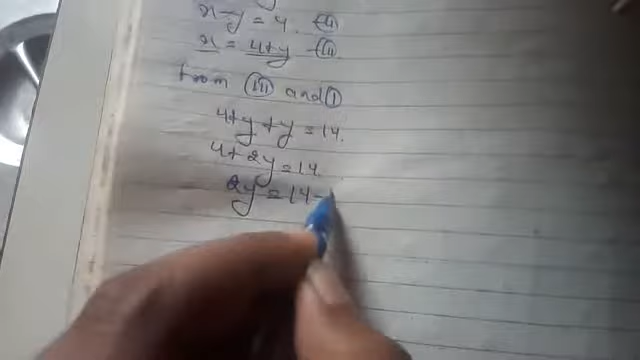 x - y = 4. (ii)
x = 4+y (iii).
from (iii) and (i)
4+y+y = 14.
4+2y = 14.
2y = 14-